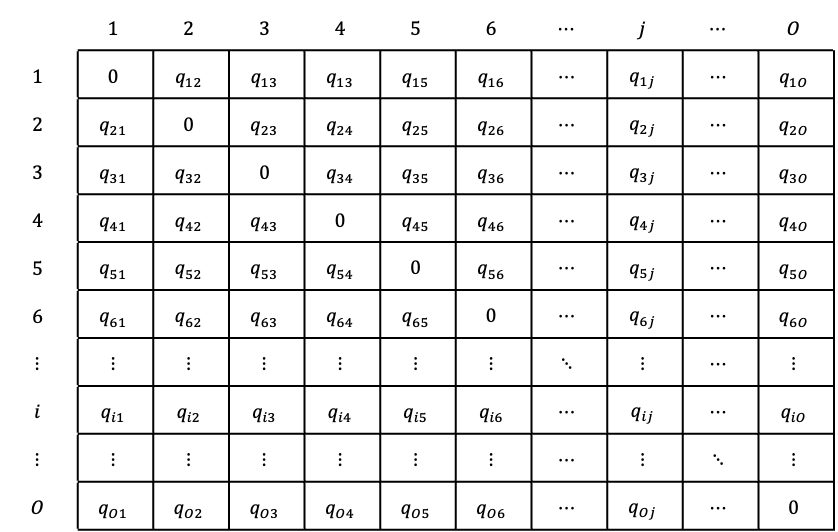 1 2 3 4 5 6 ⋯ j ⋯ O
1 0 q₁₂ q₁₃ q₁₃ q₁₅ q₁₆ ⋯ q₁ⱼ ⋯ q₁O
2 q₂₁ 0 q₂₃ q₂₄ q₂₅ q₂₆ ⋯ q₂ⱼ ⋯ q₂O
3 q₃₁ q₃₂ 0 q₃₄ q₃₅ q₃₆ ⋯ q₃ⱼ ⋯ q₃O
4 q₄₁ q₄₂ q₄₃ 0 q₄₅ q₄₆ ⋯ q₄ⱼ ⋯ q₄O
5 q₅₁ q₅₂ q₅₃ q₅₄ 0 q₅₆ ⋯ q₅ⱼ ⋯ q₅O
6 q₆₁ q₆₂ q₆₃ q₆₄ q₆₅ 0 ⋯ q₆ⱼ ⋯ q₆O
⋮ ⋮ ⋮ ⋮ ⋮ ⋮ ⋮ ⋱ ⋮ ⋯ ⋮
i qᵢ₁ qᵢ₂ qᵢ₃ qᵢ₄ qᵢ₅ qᵢ₆ ⋯ qᵢⱼ ⋯ qᵢO
⋮ ⋮ ⋮ ⋮ ⋮ ⋮ ⋮ ⋯ ⋮ ⋱ ⋮
O qO₁ qO₂ qO₃ qO₄ qO₅ qO₆ ⋯ qOⱼ ⋯ 0